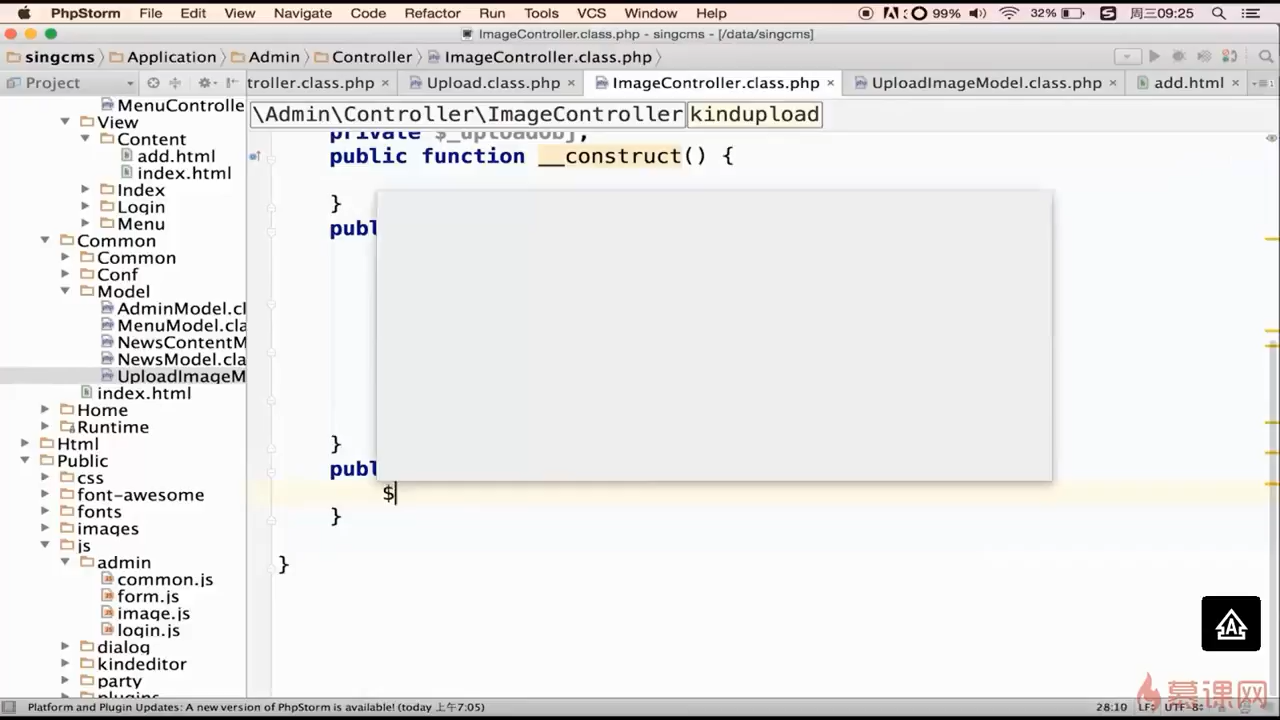 PhpStorm File Edit View Navigate Code Refactor Run Tools VCS Window Help 99% 32% 周三09:25
ImageController.class.php - singcms - [/data/singcms]
singcms Application Admin Controller ImageController.class.php
Project
troller.class.php Upload.class.php ImageController.class.php UploadImageModel.class.php add.html
\Admin\Controller\ImageController kindupload
MenuControlle
View
Content
add.html
index.html
Index
Login
Menu
Common
Common
Conf
Model
AdminModel.cl
MenuModel.cla
NewsContentM
NewsModel.cla
UploadImageM
index.html
Home
Runtime
Html
Public
css
font-awesome
fonts
images
js
admin
common.js
form.js
image.js
login.js
dialog
kindeditor
party
plugins
private $_uploadObj;
public function __construct() {
}
publ
}
publ
$
}
}
A
慕课网
Platform and Plugin Updates: A new version of PhpStorm is available! (today 上午7:05)
28:10 LF÷ UTF-8÷